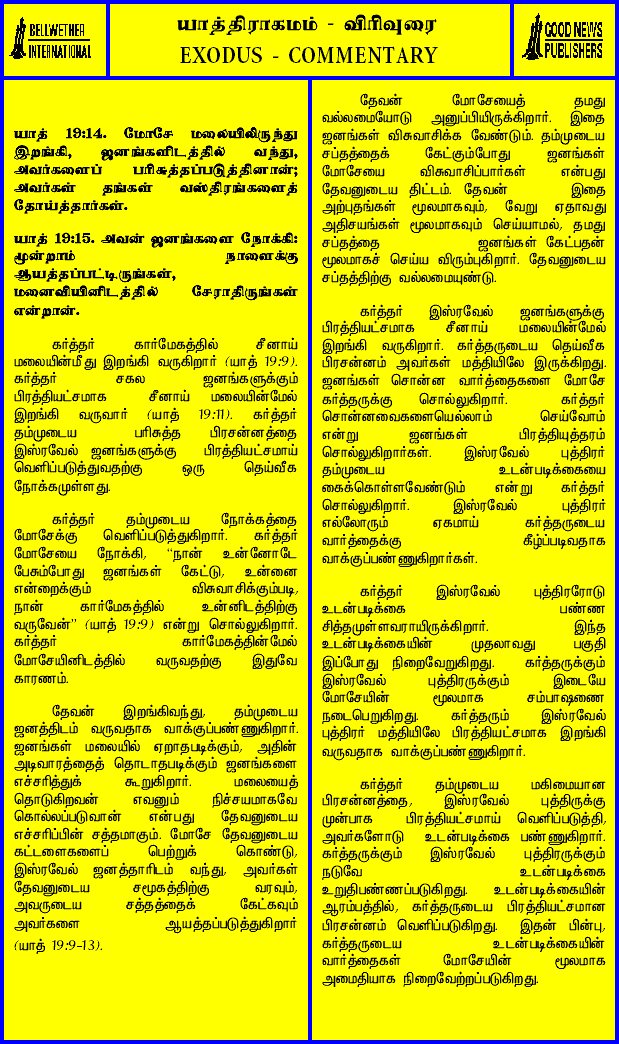 BELLWETHER
INTERNATIONAL
யாத்திராகமம் - விரிவுரை
EXODUS - COMMENTARY
GOOD NEWS
PUBLISHERS
யாத் 19:14. மோசே மலையிலிருந்து
இறங்கி, ஜனங்களிடத்தில் வந்து,
அவர்களைப் பரிசுத்தப்படுத்தினான்;
அவர்கள் தங்கள் வஸ்திரங்களைத்
தோய்த்தார்கள்.
யாத் 19:15. அவன் ஜனங்களை நோக்கி:
மூன்றாம் நாளைக்கு
ஆயத்தப்பட்டிருங்கள்,
மனைவியினிடத்தில் சேராதிருங்கள்
என்றான்.
கர்த்தர் கார்மேகத்தில் சீனாய்
மலையின்மீது இறங்கி வருகிறார் (யாத் 19:9).
கர்த்தர் சகல ஜனங்களுக்கும்
பிரத்தியட்சமாக சீனாய் மலையின்மேல்
இறங்கி வருவார் (யாத் 19:11). கர்த்தர்
தம்முடைய பரிசுத்த பிரசன்னத்தை
இஸ்ரவேல் ஜனங்களுக்கு பிரத்தியட்சமாய்
வெளிப்படுத்துவதற்கு ஒரு தெய்வீக
நோக்கமுள்ளது.
கர்த்தர் தம்முடைய நோக்கத்தை
மோசேக்கு வெளிப்படுத்துகிறார். கர்த்தர்
மோசேயை நோக்கி, "நான் உன்னோடே
பேசும்போது ஜனங்கள் கேட்டு, உன்னை
என்றைக்கும் விசுவாசிக்கும்படி,
நான் கார்மேகத்தில் உன்னிடத்திற்கு
வருவேன்" (யாத் 19:9) என்று சொல்லுகிறார்.
கர்த்தர் கார்மேகத்தின்மேல்
மோசேயினிடத்தில் வருவதற்கு இதுவே
காரணம்.
தேவன் இறங்கிவந்து, தம்முடைய
ஜனத்திடம் வருவதாக வாக்குப்பண்ணுகிறார்.
ஜனங்கள் மலையில் ஏறாதபடிக்கும், அதின்
அடிவாரத்தைத் தொடாதபடிக்கும் ஜனங்களை
எச்சரித்துக் கூறுகிறார். மலையைத்
தொடுகிறவன் எவனும் நிச்சயமாகவே
கொல்லப்படுவான் என்பது தேவனுடைய
எச்சரிப்பின் சத்தமாகும். மோசே தேவனுடைய
கட்டளைகளைப் பெற்றுக் கொண்டு,
இஸ்ரவேல் ஜனத்தாரிடம் வந்து, அவர்கள்
தேவனுடைய சமூகத்திற்கு வரவும்,
அவருடைய சத்தத்தைக் கேட்கவும்
அவர்களை ஆயத்தப்படுத்துகிறார்
(யாத் 19:9-13).
தேவன் மோசேயைத் தமது
வல்லமையோடு அனுப்பியிருக்கிறார். இதை
ஜனங்கள் விசுவாசிக்க வேண்டும். தம்முடைய
சப்தத்தைக் கேட்கும்போது ஜனங்கள்
மோசேயை விசுவாசிப்பார்கள் என்பது
தேவனுடைய திட்டம். தேவன் இதை
அற்புதங்கள் மூலமாகவும், வேறு ஏதாவது
அதிசயங்கள் மூலமாகவும் செய்யாமல், தமது
சப்தத்தை ஜனங்கள் கேட்பதன்
மூலமாகச் செய்ய விரும்புகிறார். தேவனுடைய
சப்தத்திற்கு வல்லமையுண்டு.
கர்த்தர் இஸ்ரவேல் ஜனங்களுக்கு
பிரத்தியட்சமாக சீனாய் மலையின்மேல்
இறங்கி வருகிறார். கர்த்தருடைய தெய்வீக
பிரசன்னம் அவர்கள் மத்தியிலே இருக்கிறது.
ஜனங்கள் சொன்ன வார்த்தைகளை மோசே
கர்த்தருக்கு சொல்லுகிறார். கர்த்தர்
சொன்னவைகளையெல்லாம் செய்வோம்
என்று ஜனங்கள் பிரத்தியுத்தரம்
சொல்லுகிறார்கள். இஸ்ரவேல் புத்திரர்
தம்முடைய உடன்படிக்கையை
கைக்கொள்ளவேண்டும் என்று கர்த்தர்
சொல்லுகிறார். இஸ்ரவேல் புத்திரர்
எல்லோரும் ஏகமாய் கர்த்தருடைய
வார்த்தைக்கு கீழ்ப்படிவதாக
வாக்குப்பண்ணுகிறார்கள்.
கர்த்தர் இஸ்ரவேல் புத்திரரோடு
உடன்படிக்கை பண்ண
சித்தமுள்ளவராயிருக்கிறார். இந்த
உடன்படிக்கையின் முதலாவது பகுதி
இப்போது நிறைவேறுகிறது. கர்த்தருக்கும்
இஸ்ரவேல் புத்திரருக்கும் இடையே
மோசேயின் மூலமாக சம்பாஷணை
நடைபெறுகிறது. கர்த்தரும் இஸ்ரவேல்
புத்திரர் மத்தியிலே பிரத்தியட்சமாக இறங்கி
வருவதாக வாக்குப்பண்ணுகிறார்.
கர்த்தர் தம்முடைய மகிமையான
பிரசன்னத்தை, இஸ்ரவேல் புத்திருக்கு
முன்பாக பிரத்தியட்சமாய் வெளிப்படுத்தி,
அவர்களோடு உடன்படிக்கை பண்ணுகிறார்.
கர்த்தருக்கும் இஸ்ரவேல் புத்திரருக்கும்
நடுவே உடன்படிக்கை
உறுதிபண்ணப்படுகிறது. உடன்படிக்கையின்
ஆரம்பத்தில், கர்த்தருடைய பிரத்தியட்சமான
பிரசன்னம் வெளிப்படுகிறது. இதன் பின்பு,
கர்த்தருடைய உடன்படிக்கையின்
வார்த்தைகள் மோசேயின் மூலமாக
அமைதியாக நிறைவேற்றப்படுகிறது.